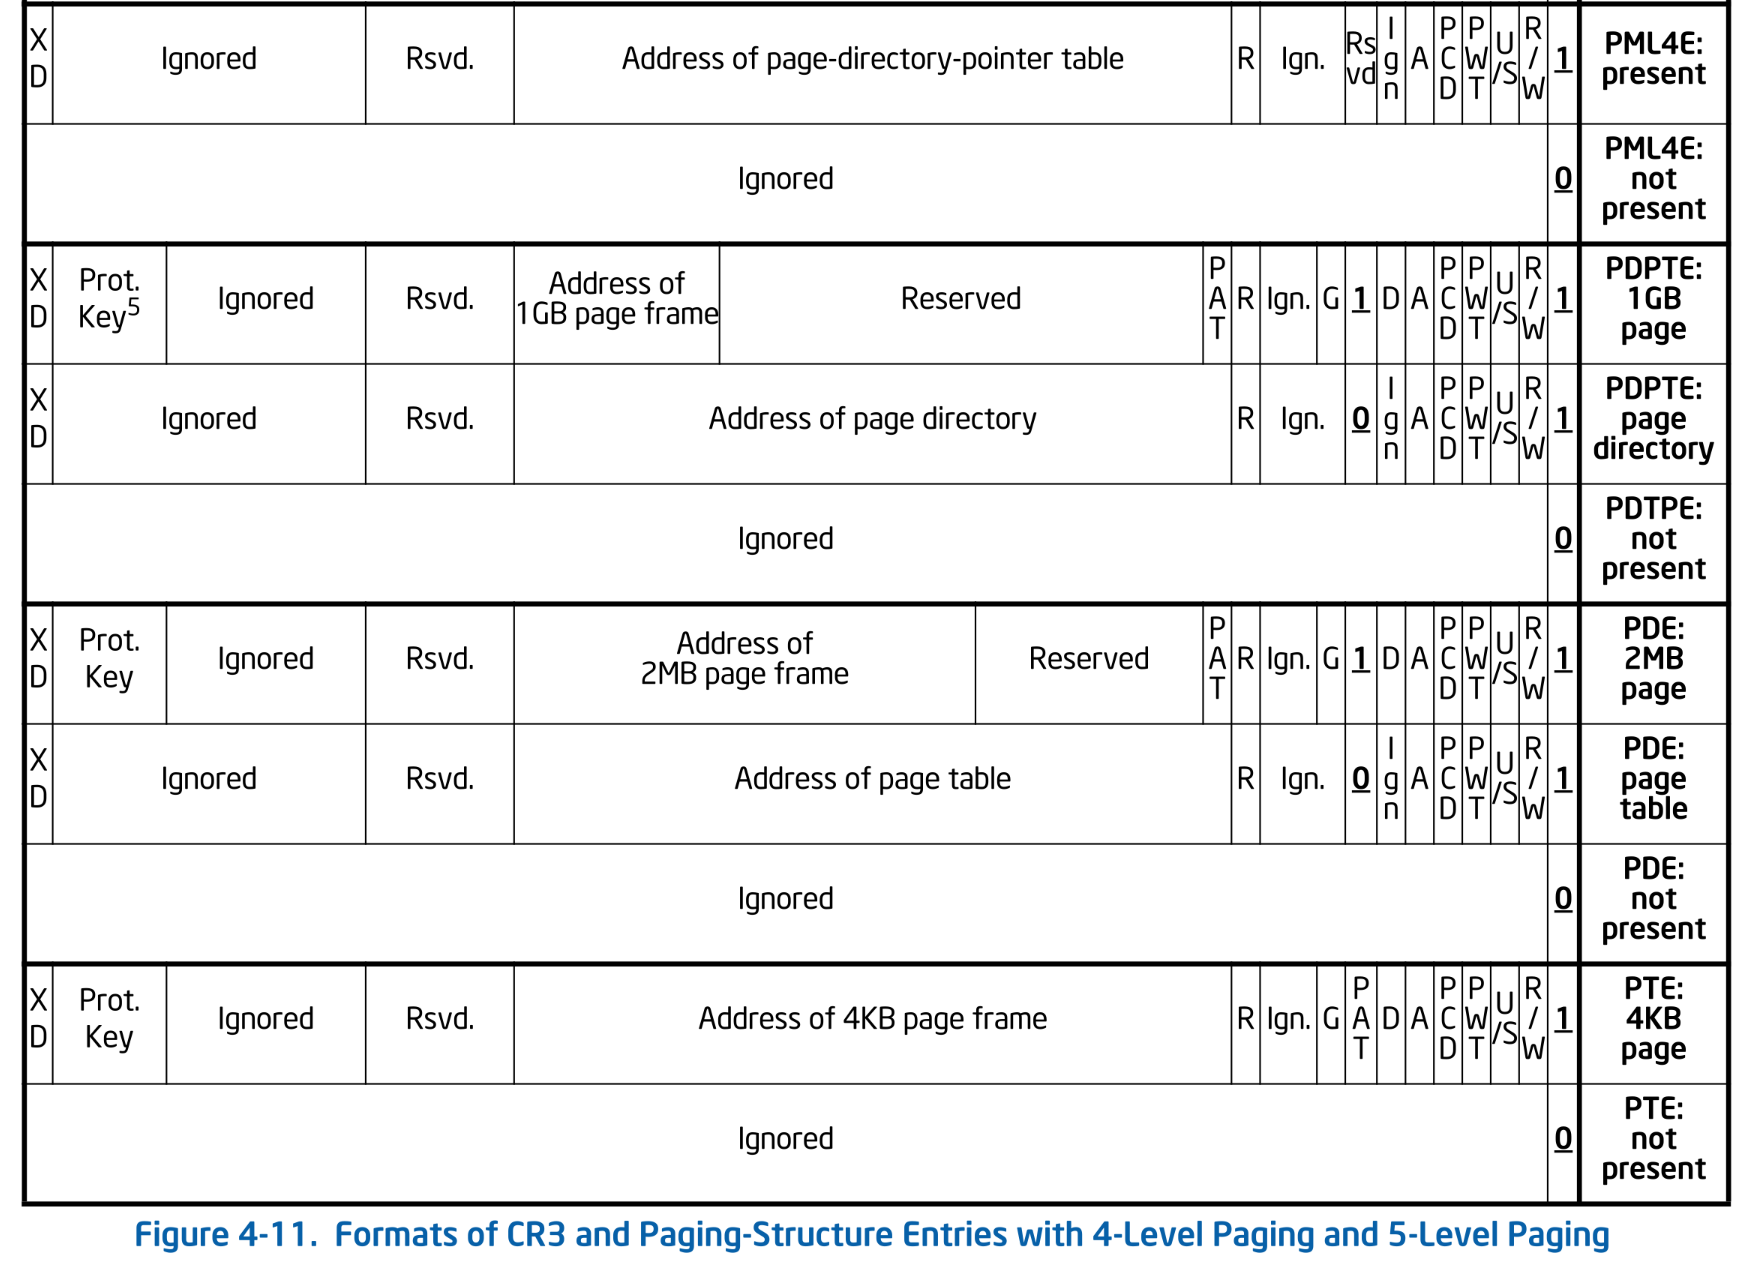 XD Ignored Rsvd. Address of page-directory-pointer table R Ign. Rsvd Ign A PCD PWT U/S R/W 1 PML4E: present
Ignored 0 PML4E: not present
XD Prot. Key5 Ignored Rsvd. Address of 1GB page frame Reserved PAT R Ign. G 1 D A PCD PWT U/S R/W 1 PDPTE: 1GB page
XD Ignored Rsvd. Address of page directory R Ign. 0 Ign A PCD PWT U/S R/W 1 PDPTE: page directory
Ignored 0 PDTPE: not present
XD Prot. Key Ignored Rsvd. Address of 2MB page frame Reserved PAT R Ign. G 1 D A PCD PWT U/S R/W 1 PDE: 2MB page
XD Ignored Rsvd. Address of page table R Ign. 0 Ign A PCD PWT U/S R/W 1 PDE: page table
Ignored 0 PDE: not present
XD Prot. Key Ignored Rsvd. Address of 4KB page frame R Ign. G PAT D A PCD PWT U/S R/W 1 PTE: 4KB page
Ignored 0 PTE: not present
Figure 4-11. Formats of CR3 and Paging-Structure Entries with 4-Level Paging and 5-Level Paging